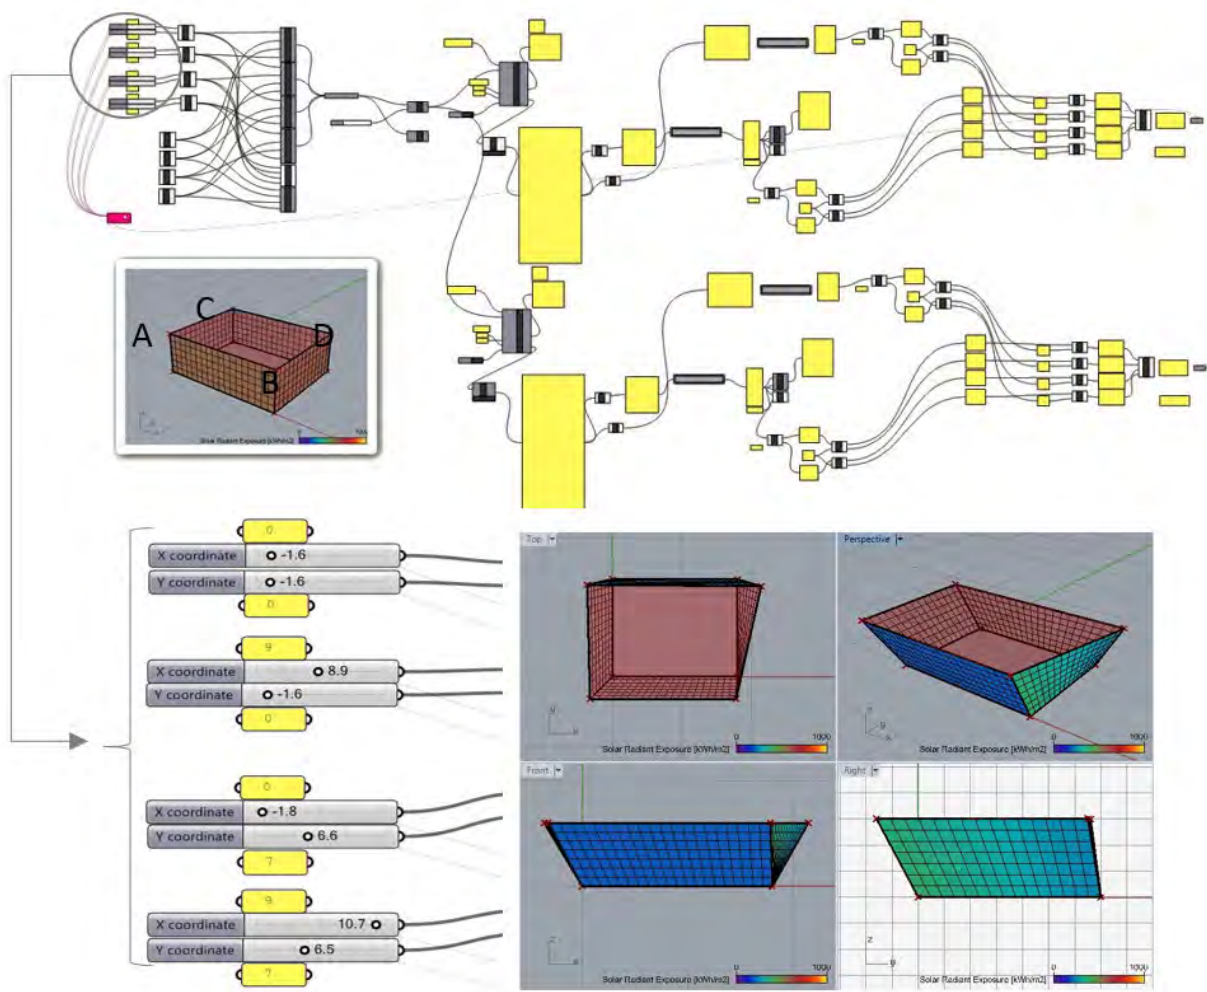 C
A
D
B
Solar Radiant Exposure [kWh/m2]
0
X coordinate -1.6
Y coordinate -1.6
0
9
X coordinate 8.9
Y coordinate -1.6
0
0
X coordinate -1.8
Y coordinate 6.6
7
9
X coordinate 10.7
Y coordinate 6.5
7
Top
Perspective
y
x
z
y
x
0 1000
Solar Radiant Exposure [kWh/m2]
0 1000
Solar Radiant Exposure [kWh/m2]
Front
Right
z
x
z
y
0 1000
Solar Radiant Exposure [kWh/m2]
0 1000
Solar Radiant Exposure [kWh/m2]